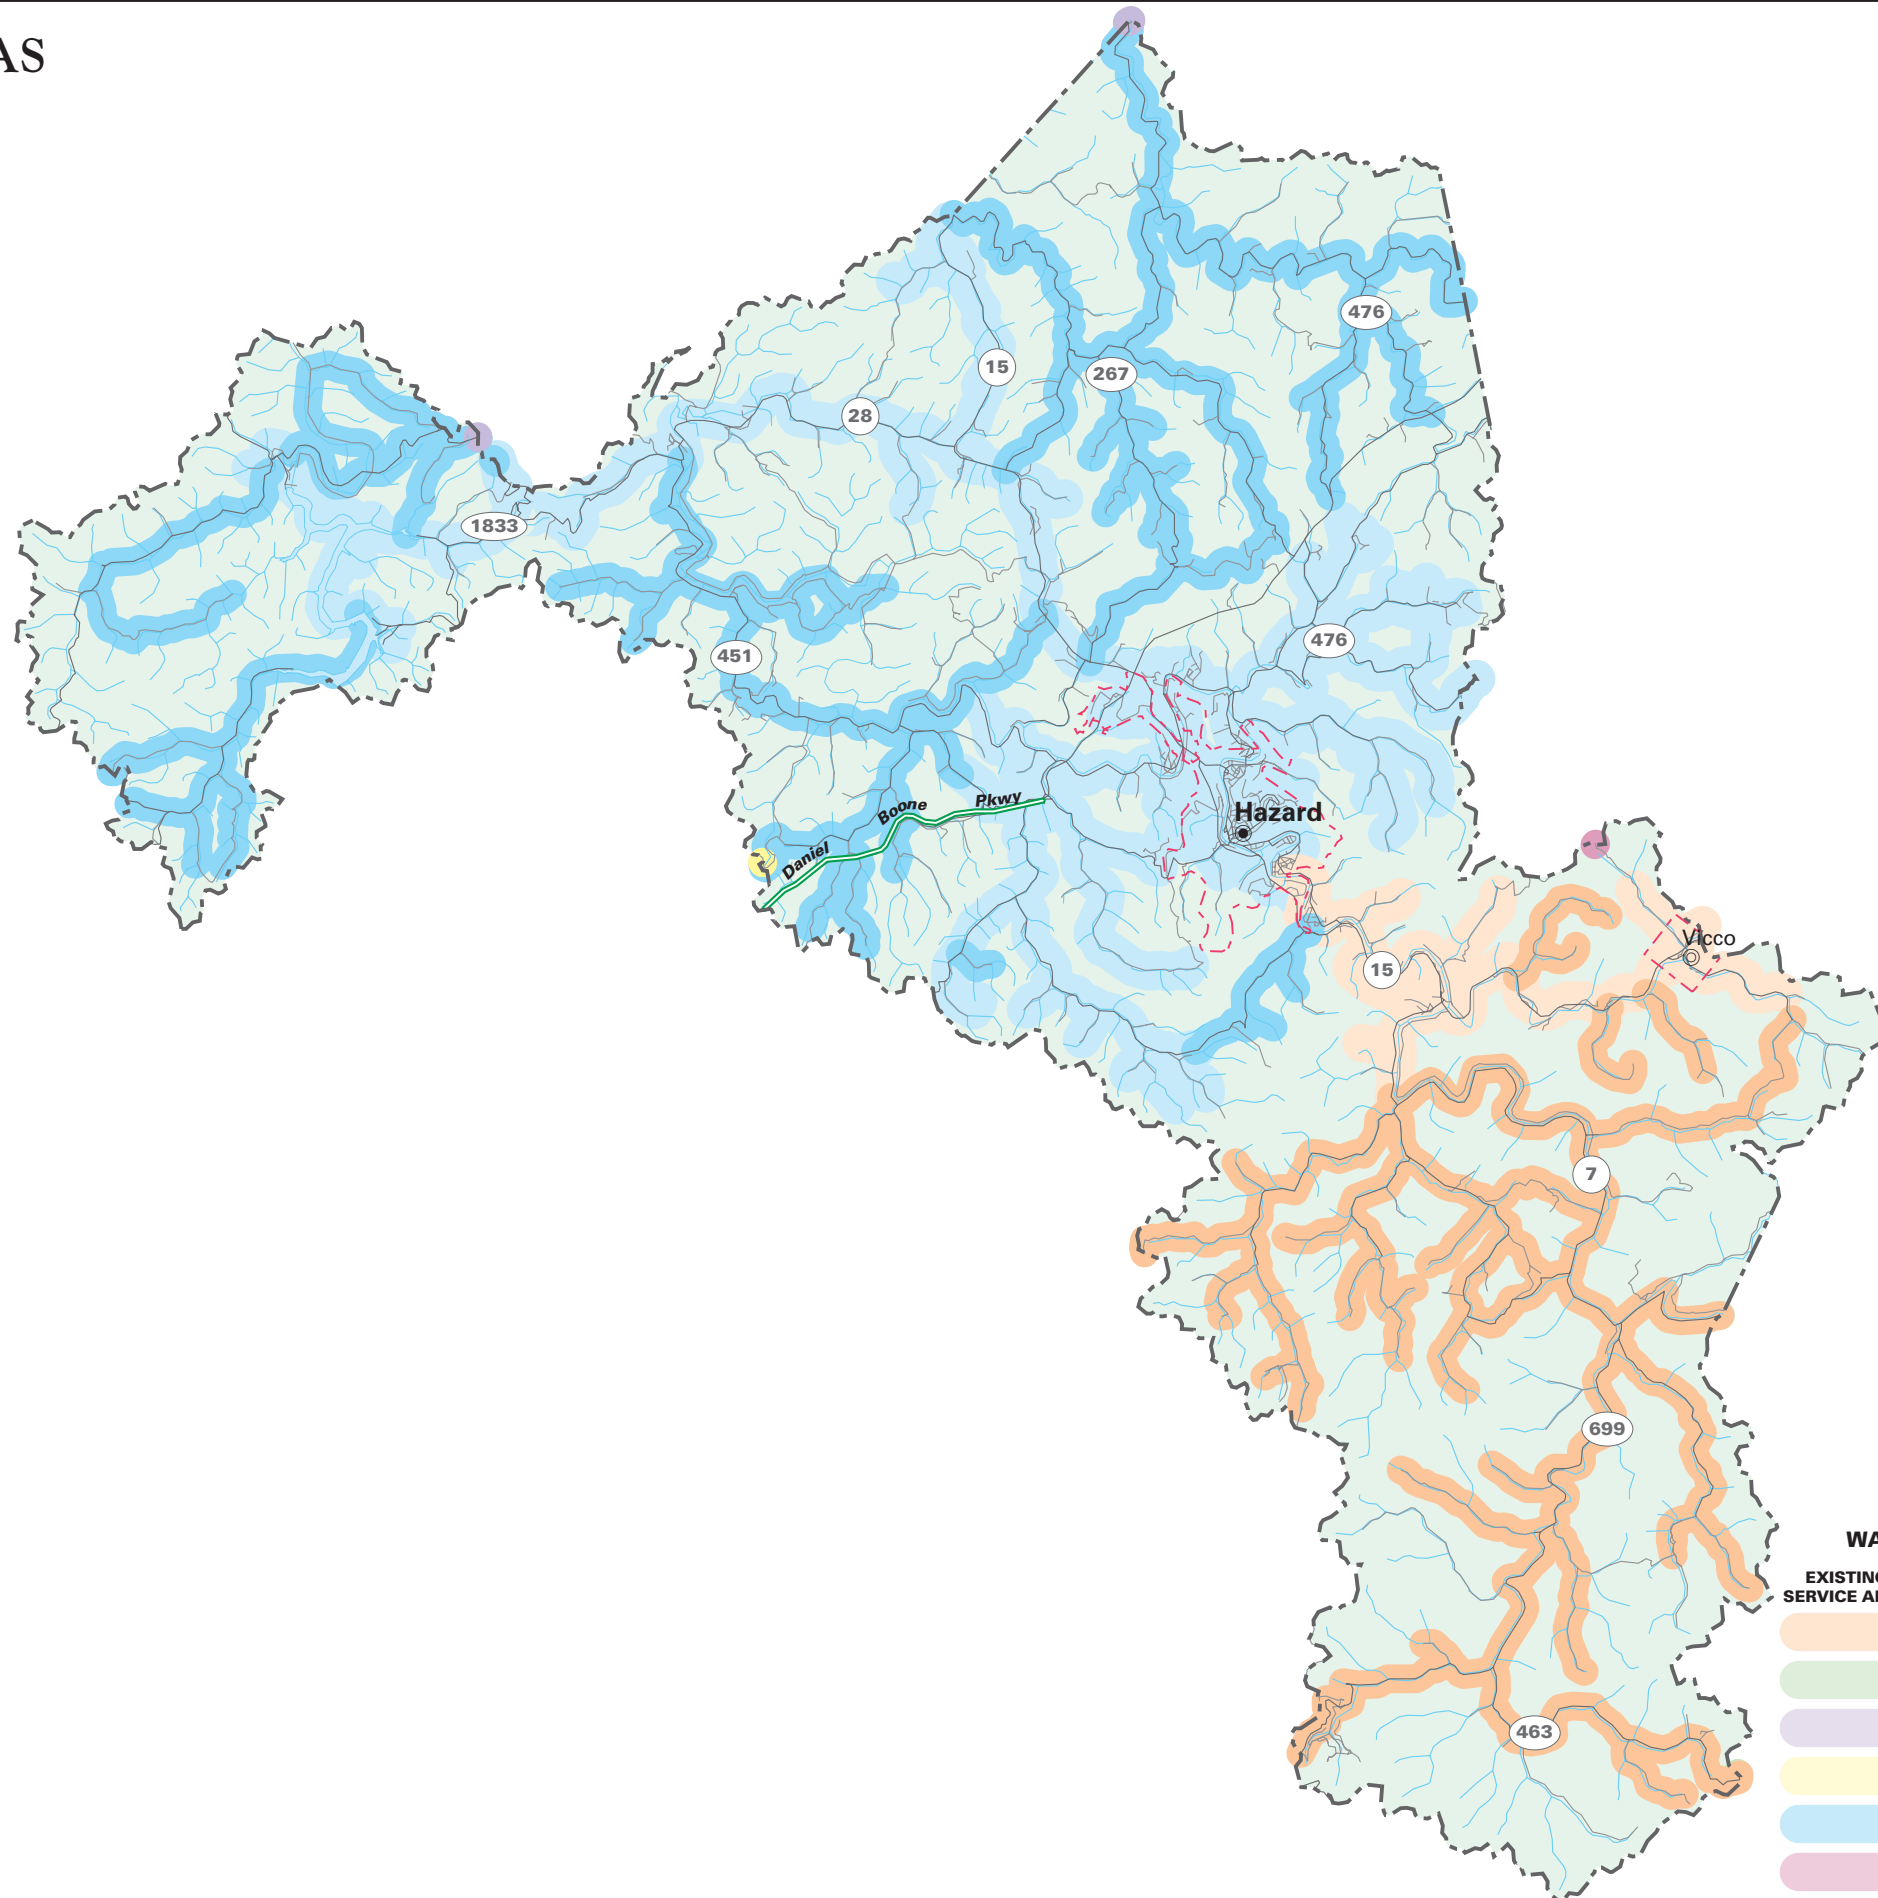 AS
476
15
267
28
1833
476
451
Hazard
Daniel Boone Pkwy
Vicco
15
7
699
WA
EXISTING
SERVICE A
463